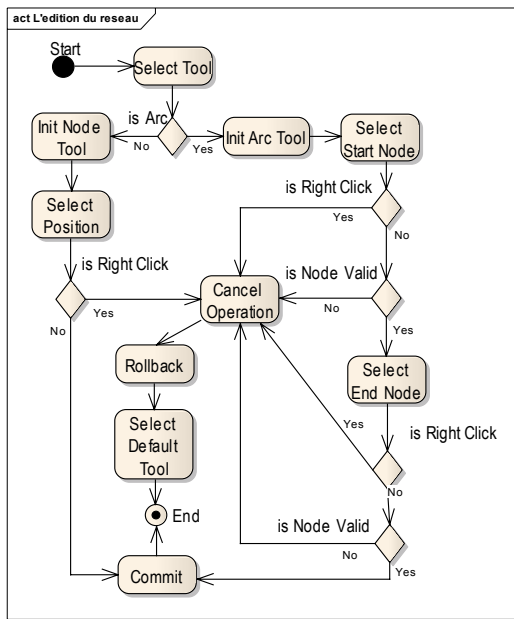 act L'edition du reseau
Start
Select Tool
is Arc
No
Yes
Init Node
Tool
Init Arc Tool
Select
Start Node
Select
Position
is Right Click
Yes
No
is Right Click
Yes
No
is Node Valid
No
Yes
Cancel
Operation
Rollback
Select
End Node
Select
Default
Tool
Yes
is Right Click
No
End
is Node Valid
No
Yes
Commit